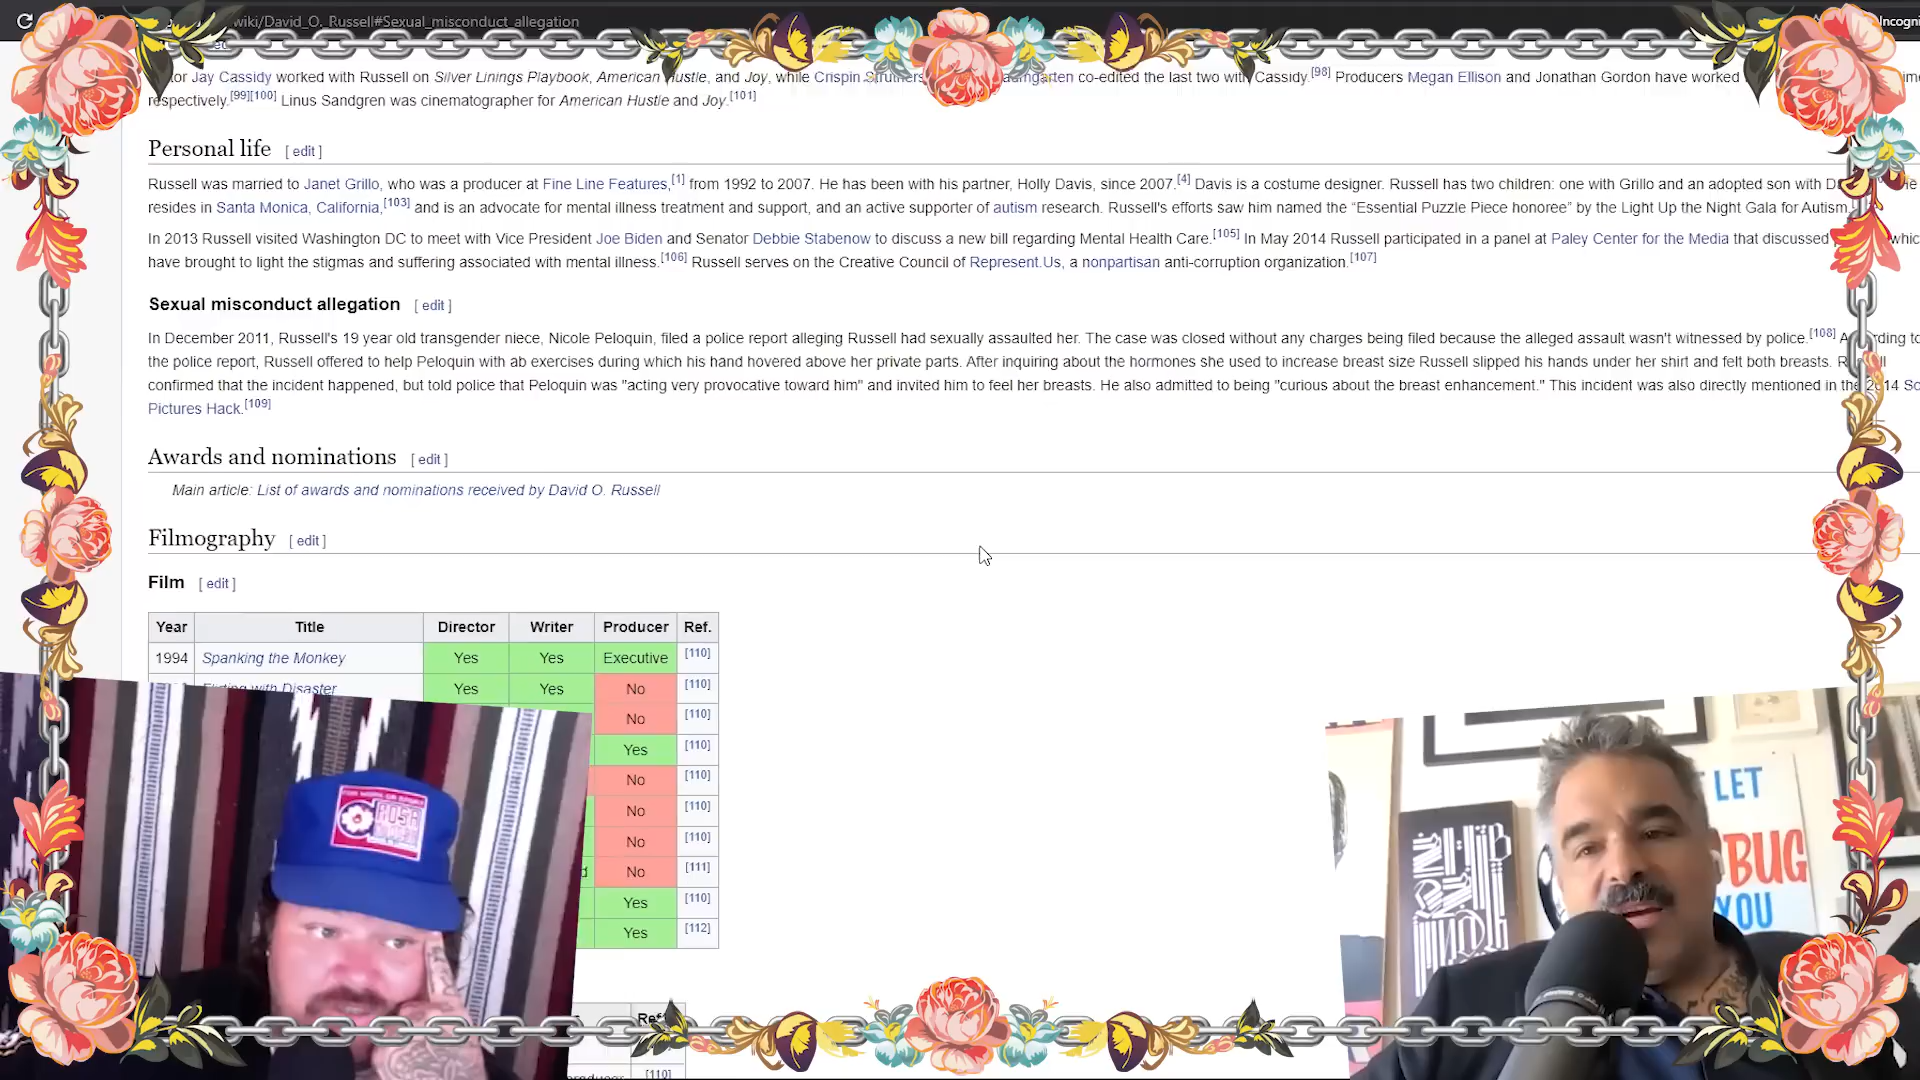 wiki/David_O._Russell#Sexual_misconduct_allegation
Jay Cassidy worked with Russell on Silver Linings Playbook, American Hustle, and Joy, while Crispin Struthers co-edited the last two with Cassidy.[98] Producers Megan Ellison and Jonathan Gordon have worked
respectively.[99][100] Linus Sandgren was cinematographer for American Hustle and Joy.[101]
Personal life [ edit ]
Russell was married to Janet Grillo, who was a producer at Fine Line Features,[1] from 1992 to 2007. He has been with his partner, Holly Davis, since 2007.[4] Davis is a costume designer. Russell has two children: one with Grillo and an adopted son with
resides in Santa Monica, California,[103] and is an advocate for mental illness treatment and support, and an active supporter of autism research. Russell's efforts saw him named the “Essential Puzzle Piece honoree” by the Light Up the Night Gala for Autism.
In 2013 Russell visited Washington DC to meet with Vice President Joe Biden and Senator Debbie Stabenow to discuss a new bill regarding Mental Health Care.[105] In May 2014 Russell participated in a panel at Paley Center for the Media that discussed
have brought to light the stigmas and suffering associated with mental illness.[106] Russell serves on the Creative Council of Represent.Us, a nonpartisan anti-corruption organization.[107]
Sexual misconduct allegation [ edit ]
In December 2011, Russell's 19 year old transgender niece, Nicole Peloquin, filed a police report alleging Russell had sexually assaulted her. The case was closed without any charges being filed because the alleged assault wasn't witnessed by police.[108] According to
the police report, Russell offered to help Peloquin with ab exercises during which his hand hovered above her private parts. After inquiring about the hormones she used to increase breast size Russell slipped his hands under her shirt and felt both breasts. Russell
confirmed that the incident happened, but told police that Peloquin was "acting very provocative toward him" and invited him to feel her breasts. He also admitted to being "curious about the breast enhancement." This incident was also directly mentioned in the 2014
Pictures Hack.[109]
Awards and nominations [ edit ]
Main article: List of awards and nominations received by David O. Russell
Filmography [ edit ]
Film [ edit ]
Year Title Director Writer Producer Ref.
1994 Spanking the Monkey Yes Yes Executive [110]
Flirting with Disaster Yes Yes No [110]
No [110]
Yes [110]
No [110]
No [110]
No [110]
No [111]
Yes [110]
Yes [112]
[110]
ROSA
LET
BUG
YOU